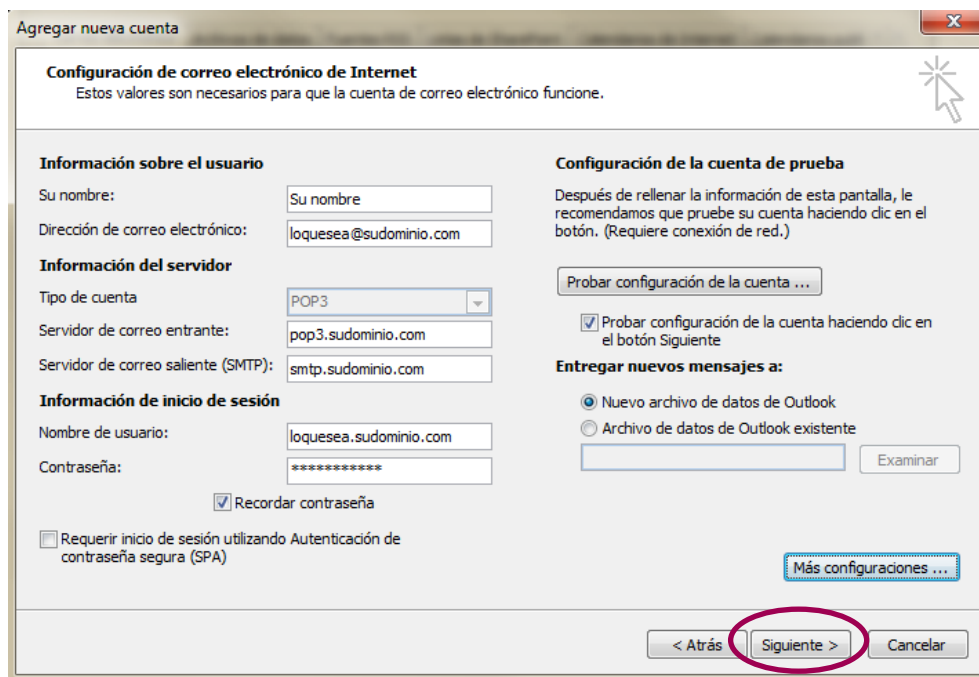 Agregar nueva cuenta
Configuración de correo electrónico de Internet
Estos valores son necesarios para que la cuenta de correo electrónico funcione.
Información sobre el usuario
Su nombre:
Su nombre
Dirección de correo electrónico:
loquesea@sudominio.com
Información del servidor
Tipo de cuenta
POP3
Servidor de correo entrante:
pop3.sudominio.com
Servidor de correo saliente (SMTP):
smtp.sudominio.com
Información de inicio de sesión
Nombre de usuario:
loquesea.sudominio.com
Contraseña:
***********
Recordar contraseña
Requerir inicio de sesión utilizando Autenticación de
contraseña segura (SPA)
Configuración de la cuenta de prueba
Después de rellenar la información de esta pantalla, le
recomendamos que pruebe su cuenta haciendo clic en el
botón. (Requiere conexión de red.)
Probar configuración de la cuenta ...
Probar configuración de la cuenta haciendo clic en
el botón Siguiente
Entregar nuevos mensajes a:
Nuevo archivo de datos de Outlook
Archivo de datos de Outlook existente
Examinar
Más configuraciones ...
< Atrás
Siguiente >
Cancelar